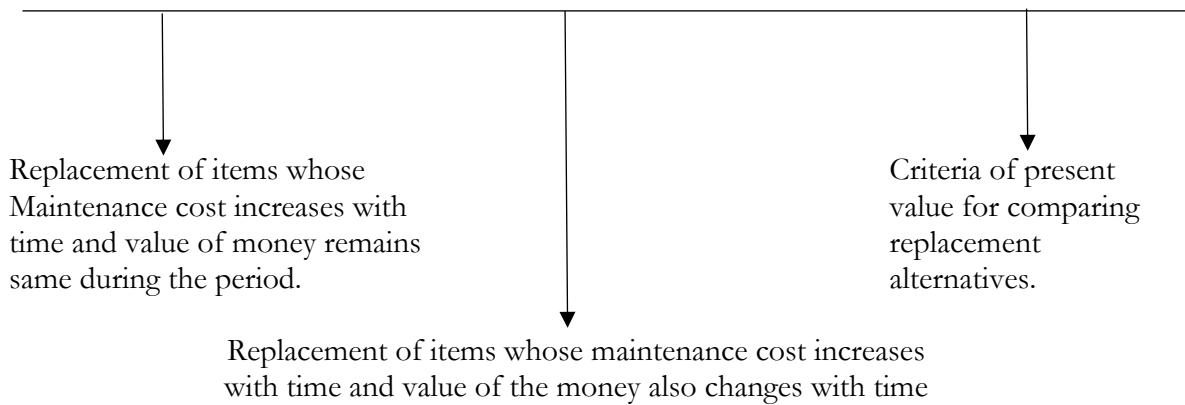 Replacement of items whose
Maintenance cost increases with
time and value of money remains
same during the period.
Criteria of present
value for comparing
replacement
alternatives.
Replacement of items whose maintenance cost increases
with time and value of the money also changes with time